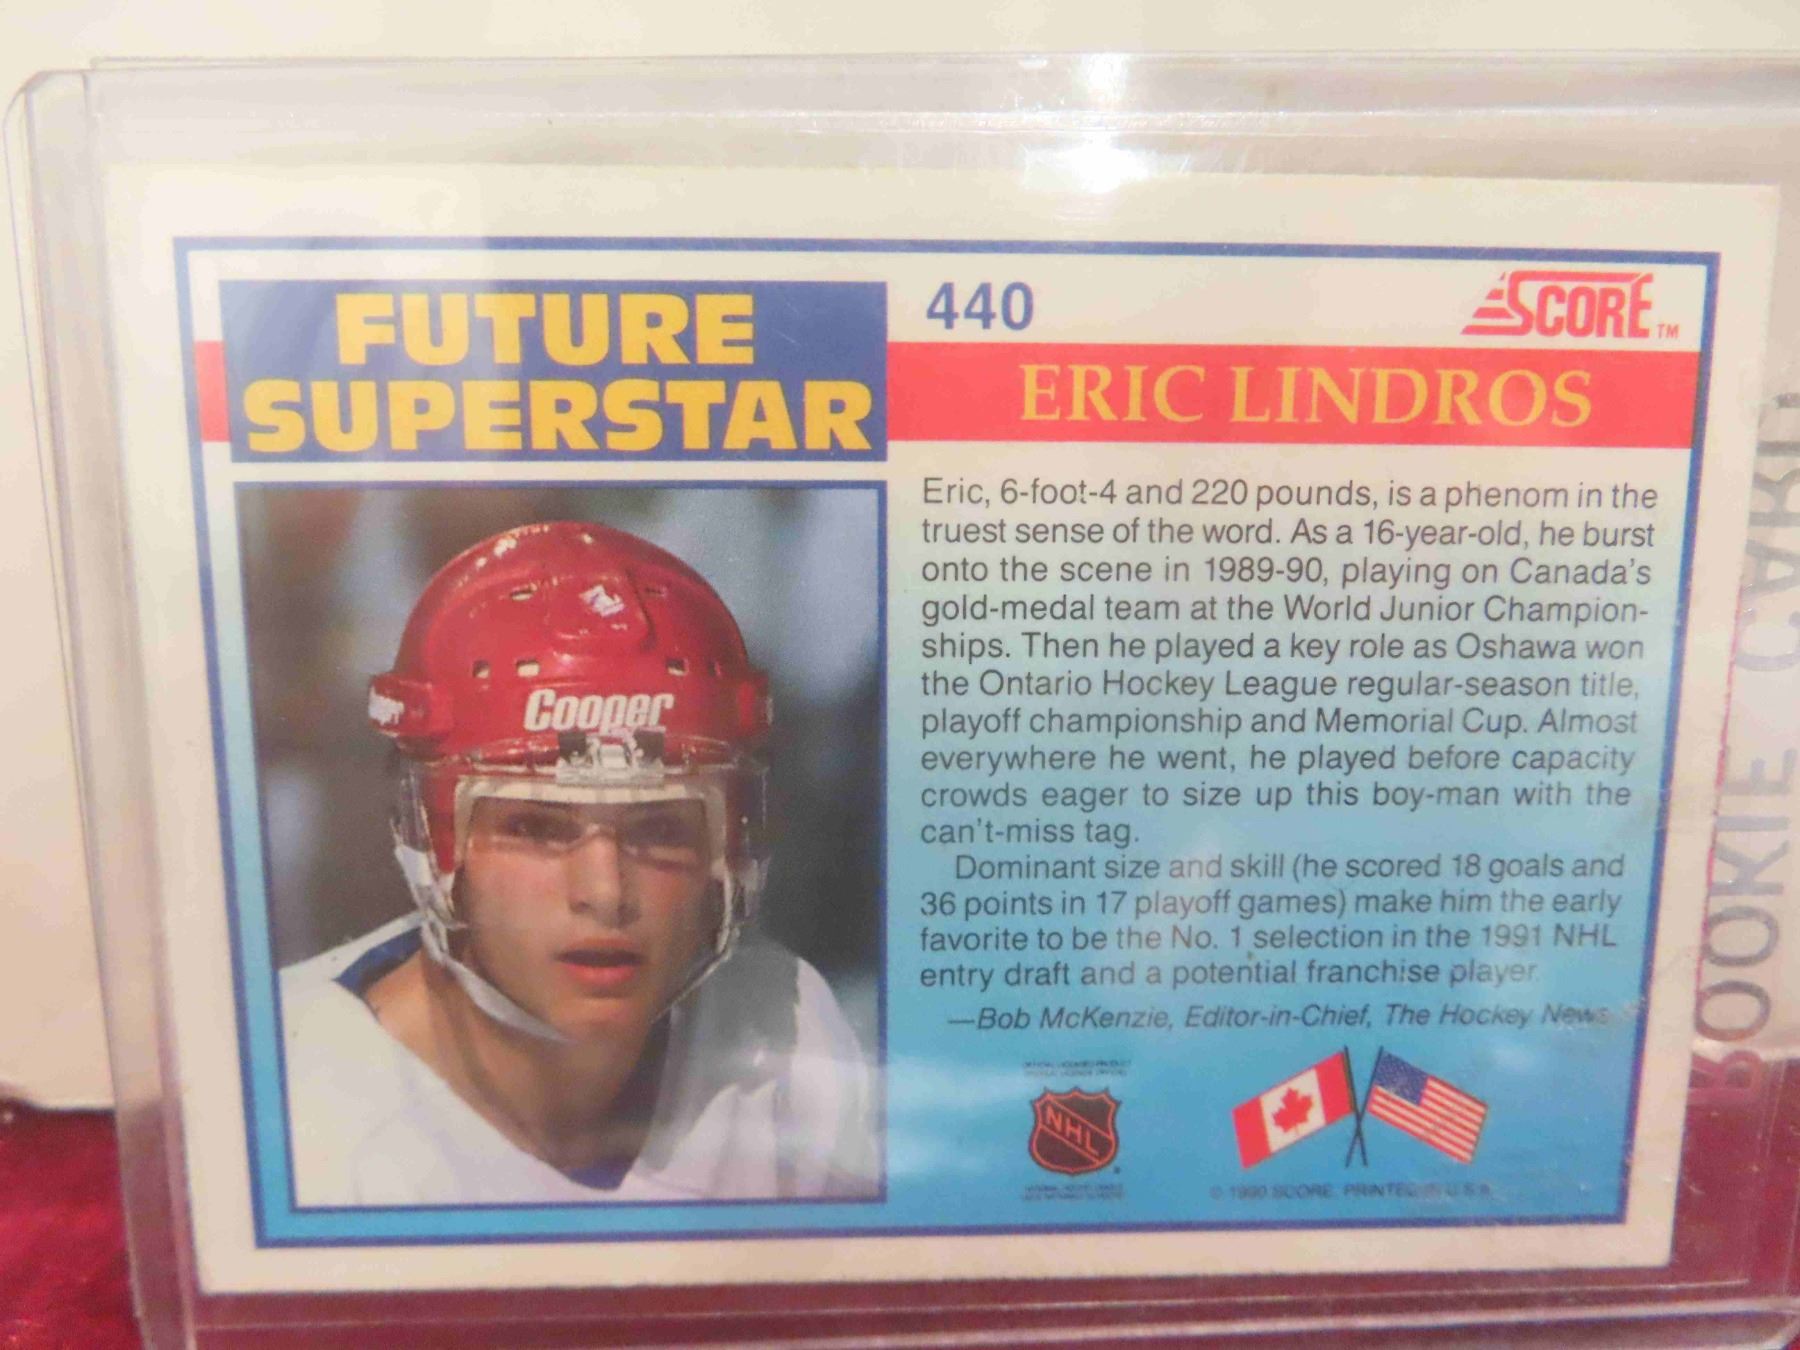 FUTURE
SUPERSTAR
440
SCORE TM
ERIC LINDROS
Eric, 6-foot-4 and 220 pounds, is a phenom in the
truest sense of the word. As a 16-year-old, he burst
onto the scene in 1989-90, playing on Canada's
gold-medal team at the World Junior Champion-
ships. Then he played a key role as Oshawa won
the Ontario Hockey League regular-season title,
playoff championship and Memorial Cup. Almost
everywhere he went, he played before capacity
crowds eager to size up this boy-man with the
can't-miss tag.
Dominant size and skill (he scored 18 goals and
36 points in 17 playoff games) make him the early
favorite to be the No. 1 selection in the 1991 NHL
entry draft and a potential franchise player.
—Bob McKenzie, Editor-in-Chief, The Hockey News
Cooper
Cooper
NHL
© 1990 SCORE. PRINTED IN U.S.A.
ROOKIE CARD